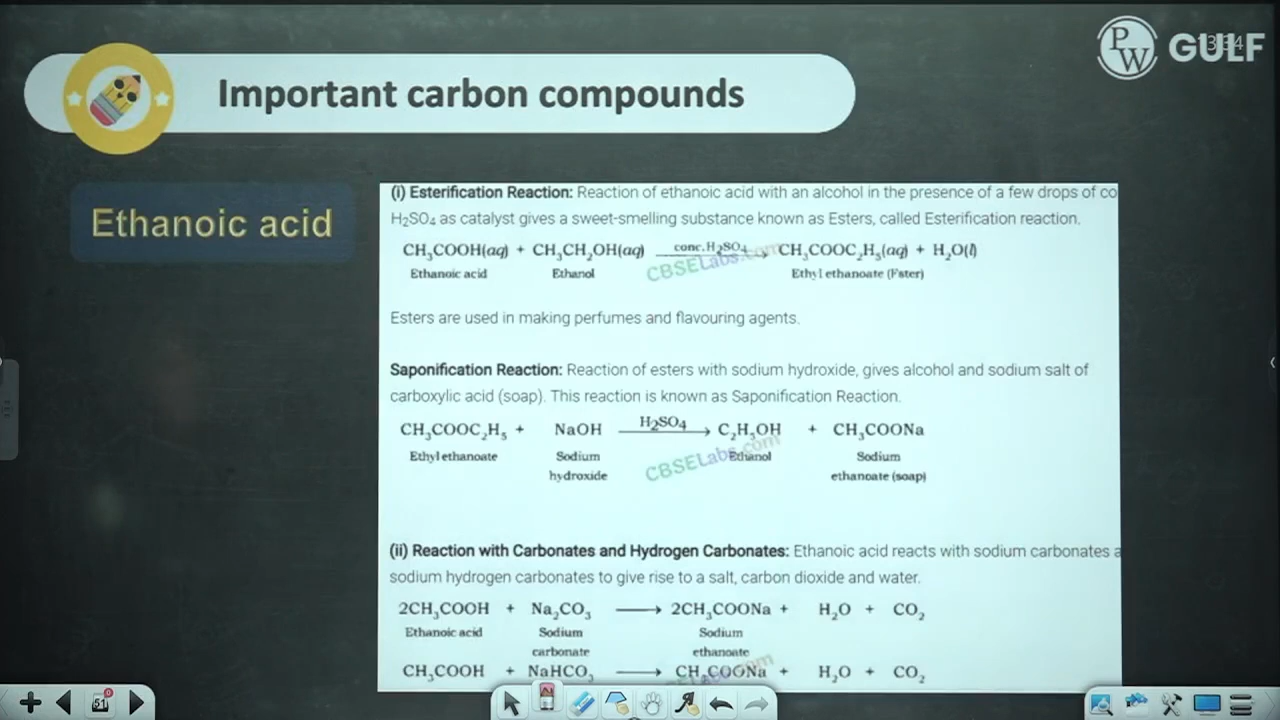 PW GULF
Important carbon compounds
Ethanoic acid
(i) Esterification Reaction: Reaction of ethanoic acid with an alcohol in the presence of a few drops of co
H₂SO₄ as catalyst gives a sweet-smelling substance known as Esters, called Esterification reaction.
CH₃COOH(aq) + CH₃CH₂OH(aq) conc.H₂SO₄ → CH₃COOC₂H₅(aq) + H₂O(l)
Ethanoic acid Ethanol Ethyl ethanoate (Ester)
CBSELabs.com
Esters are used in making perfumes and flavouring agents.
Saponification Reaction: Reaction of esters with sodium hydroxide, gives alcohol and sodium salt of
carboxylic acid (soap). This reaction is known as Saponification Reaction.
CH₃COOC₂H₅ + NaOH H₂SO₄ → C₂H₅OH + CH₃COONa
Ethyl ethanoate Sodium Ethanol Sodium
hydroxide ethanoate (soap)
CBSELabs.com
(ii) Reaction with Carbonates and Hydrogen Carbonates: Ethanoic acid reacts with sodium carbonates a
sodium hydrogen carbonates to give rise to a salt, carbon dioxide and water.
2CH₃COOH + Na₂CO₃ → 2CH₃COONa + H₂O + CO₂
Ethanoic acid Sodium Sodium
carbonate ethanoate
CH₃COOH + NaHCO₃ → CH₃COONa + H₂O + CO₂
51
0